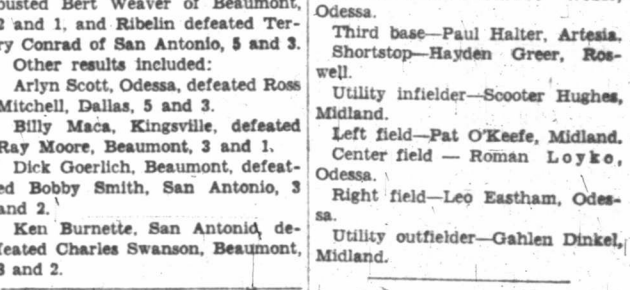 ousted Bert Weaver of Beaumont,
2 and 1, and Ribelin defeated Ter-
ry Conrad of San Antonio, 5 and 3.
Other results included:
Arlyn Scott, Odessa, defeated Ross
Mitchell, Dallas, 5 and 3.
Billy Maca, Kingsville, defeated
Ray Moore, Beaumont, 3 and 1.
Dick Goerlich, Beaumont, defeat-
ed Bobby Smith, San Antonio, 3
and 2.
Ken Burnette, San Antonio, de-
feated Charles Swanson, Beaumont,
3 and 2.
Odessa.
Third base—Paul Halter, Artesia.
Shortstop—Hayden Greer, Ros-
well.
Utility infielder—Scooter Hughes,
Midland.
Left field—Pat O'Keefe, Midland.
Center field — Roman Loyko,
Odessa.
Right field—Leo Eastham, Odes-
sa.
Utility outfielder—Gahlen Dinkel,
Midland.